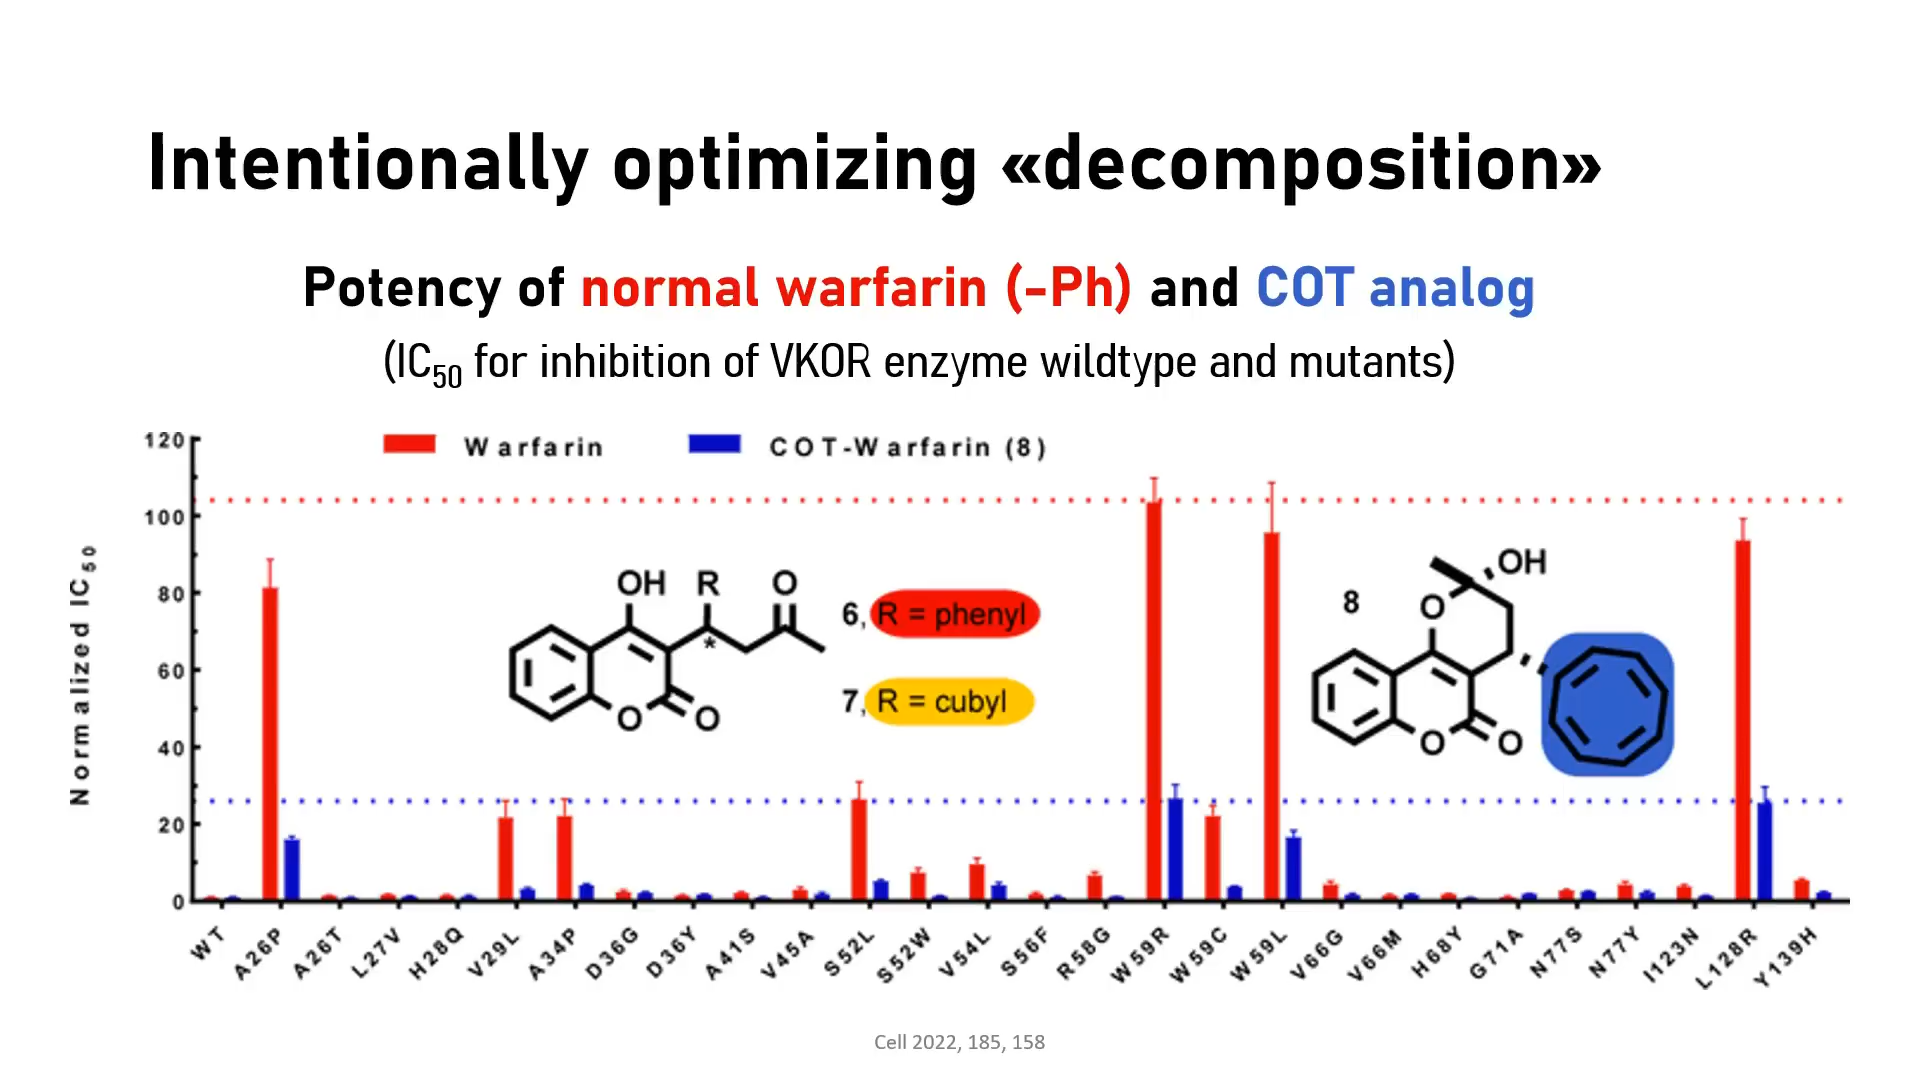 Intentionally optimizing «decomposition»
Potency of normal warfarin (-Ph) and COT analog
(IC50 for inhibition of VKOR enzyme wildtype and mutants)
Warfarin
COT-Warfarin (8)
Normalized IC50
120
100
80
60
40
20
0
OH
R
O
*
O
O
6, R = phenyl
7, R = cubyl
8
OH
O
O
O
WT
A26P
A26T
L27V
H28Q
V29L
A34P
D36G
D36Y
A41S
V45A
S52L
S52W
V54L
S56F
R58G
W59R
W59C
W59L
V66G
V66M
H68Y
G71A
N77S
N77Y
I123N
L128R
Y139H
Cell 2022, 185, 158